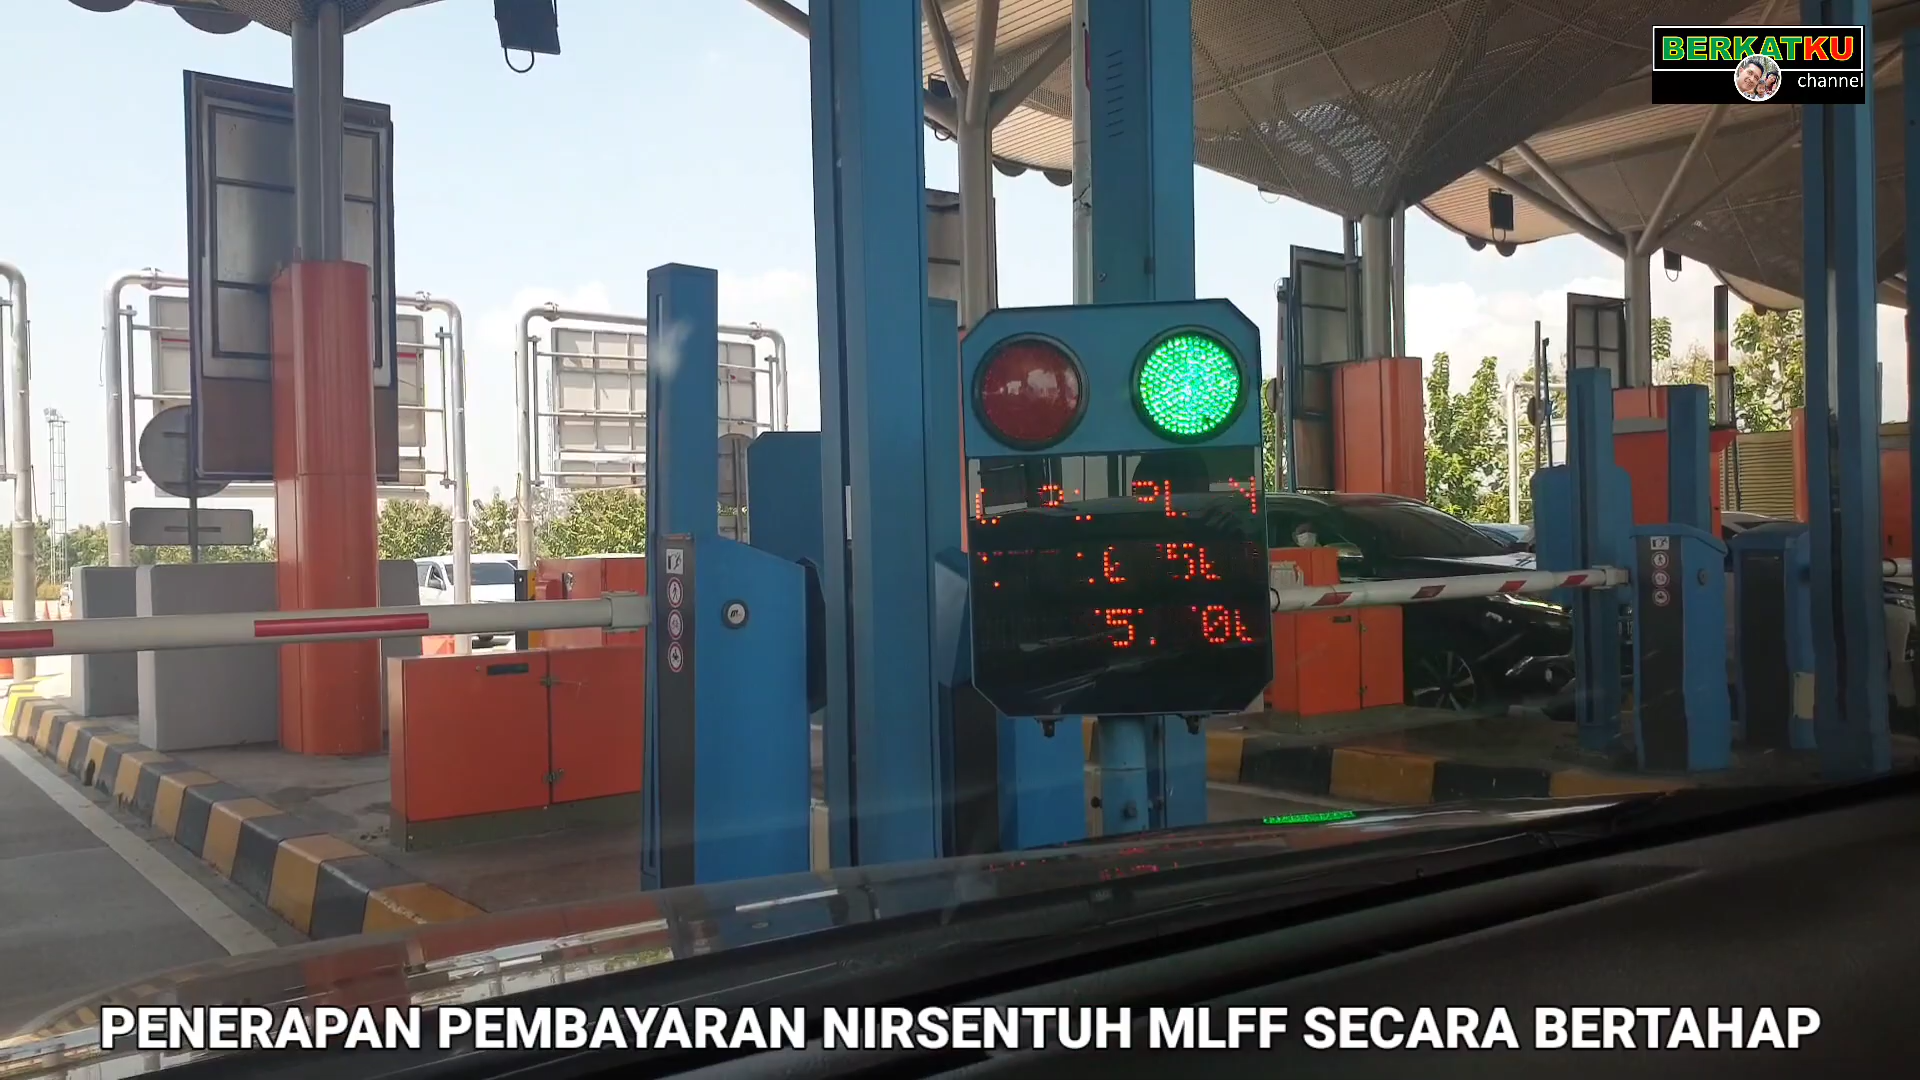 BERKATKU
channel
PENERAPAN PEMBAYARAN NIRSENTUH MLFF SECARA BERTAHAP